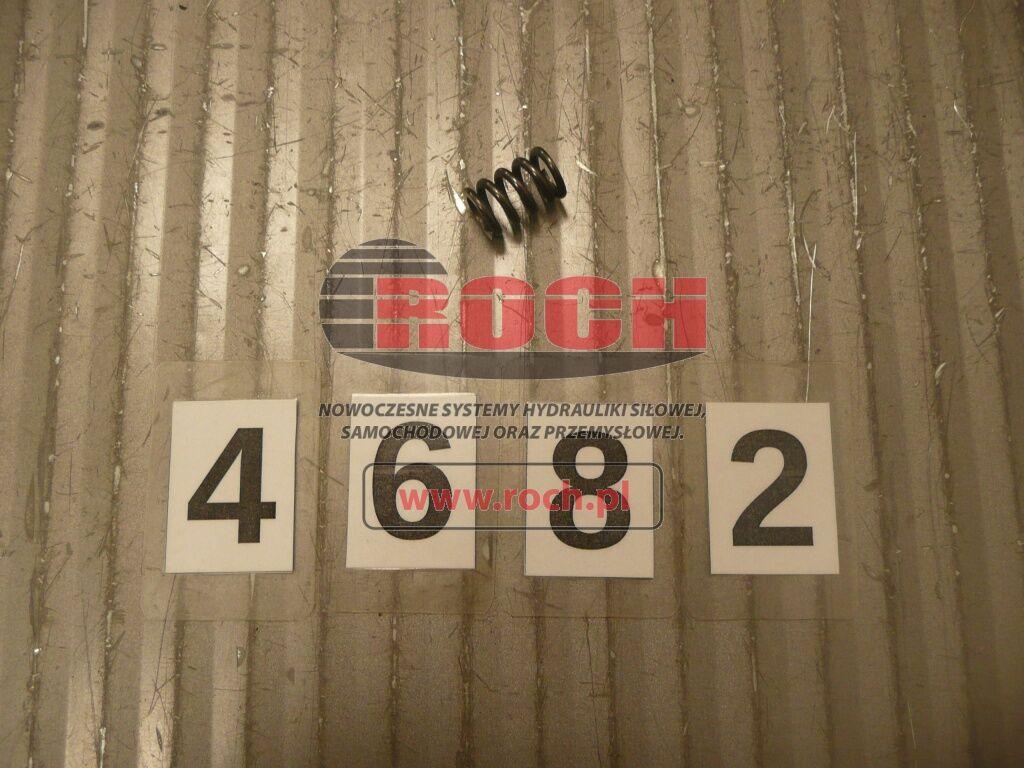 ROCH
NOWOCZESNE SYSTEMY HYDRAULIKI SIŁOWEJ,
SAMOCHODOWEJ ORAZ PRZEMYSŁOWEJ.
4 6 8 2
www.roch.pl